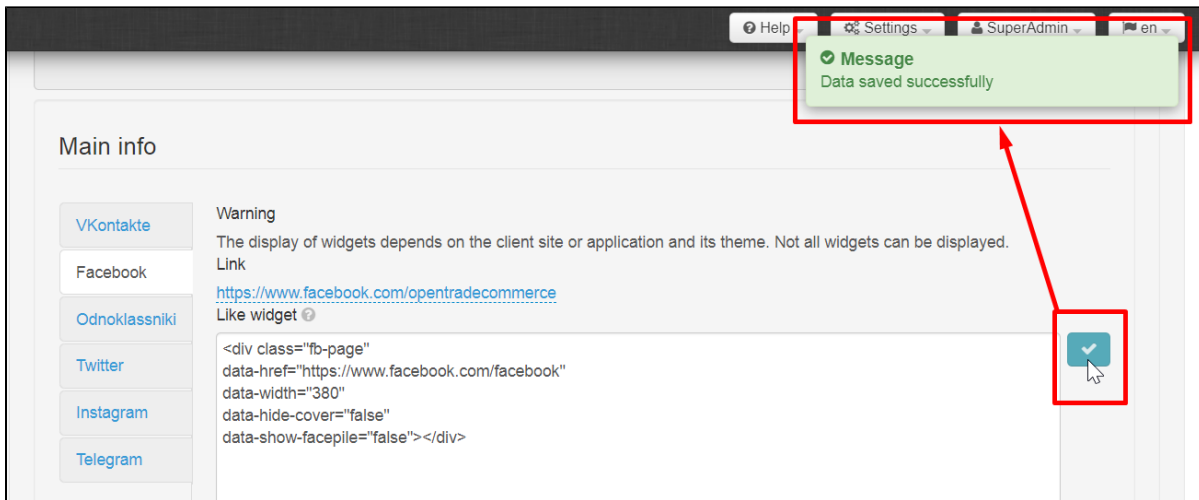 Help
Settings
SuperAdmin
en
Message
Data saved successfully
Main info
VKontakte
Facebook
Odnoklassniki
Twitter
Instagram
Telegram
Warning
The display of widgets depends on the client site or application and its theme. Not all widgets can be displayed.
Link
https://www.facebook.com/opentradecommerce
Like widget
<div class="fb-page"
data-href="https://www.facebook.com/facebook"
data-width="380"
data-hide-cover="false"
data-show-facepile="false"></div>